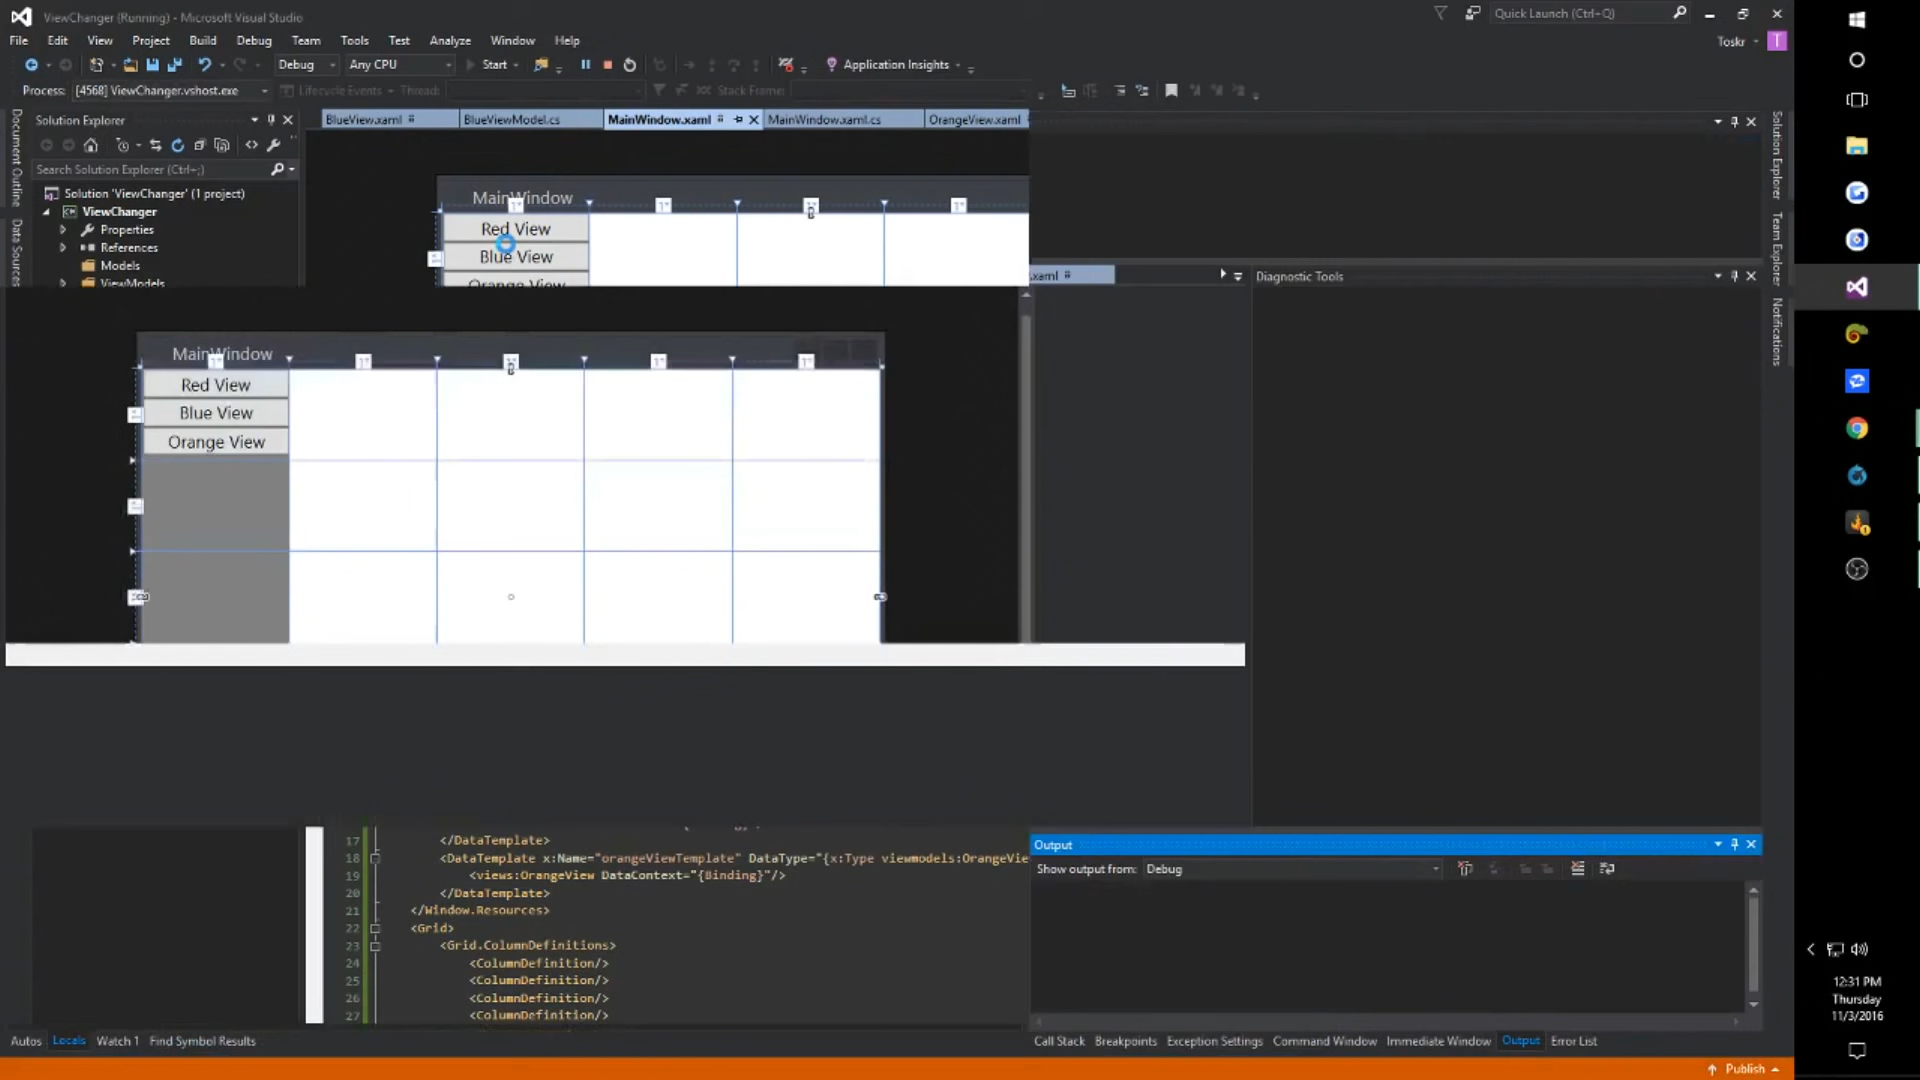 ViewChanger (Running) - Microsoft Visual Studio
Quick Launch (Ctrl+Q)
File Edit View Project Build Debug Team Tools Test Analyze Window Help
Toskr T
Debug Any CPU Start Application Insights
Process: [4568] ViewChanger.vshost.exe Lifecycle Events Thread: Stack Frame:
Document Outline
Data Sources
Solution Explorer
Search Solution Explorer (Ctrl+;)
Solution 'ViewChanger' (1 project)
ViewChanger
Properties
References
Models
ViewModels
BlueView.xaml BlueViewModel.cs MainWindow.xaml MainWindow.xaml.cs OrangeView.xaml
MainWindow
Red View
Blue View
Orange View
.xaml
Diagnostic Tools
Solution Explorer
Team Explorer
Notifications
MainWindow
Red View
Blue View
Orange View
17 </DataTemplate>
18 <DataTemplate x:Name="orangeViewTemplate" DataType="{x:Type viewmodels:OrangeVie
19 <views:OrangeView DataContext="{Binding}"/>
20 </DataTemplate>
21 </Window.Resources>
22 <Grid>
23 <Grid.ColumnDefinitions>
24 <ColumnDefinition/>
25 <ColumnDefinition/>
26 <ColumnDefinition/>
27 <ColumnDefinition/>
Output
Show output from: Debug
Autos Locals Watch 1 Find Symbol Results
Call Stack Breakpoints Exception Settings Command Window Immediate Window Output Error List
Publish
12:31 PM
Thursday
11/3/2016